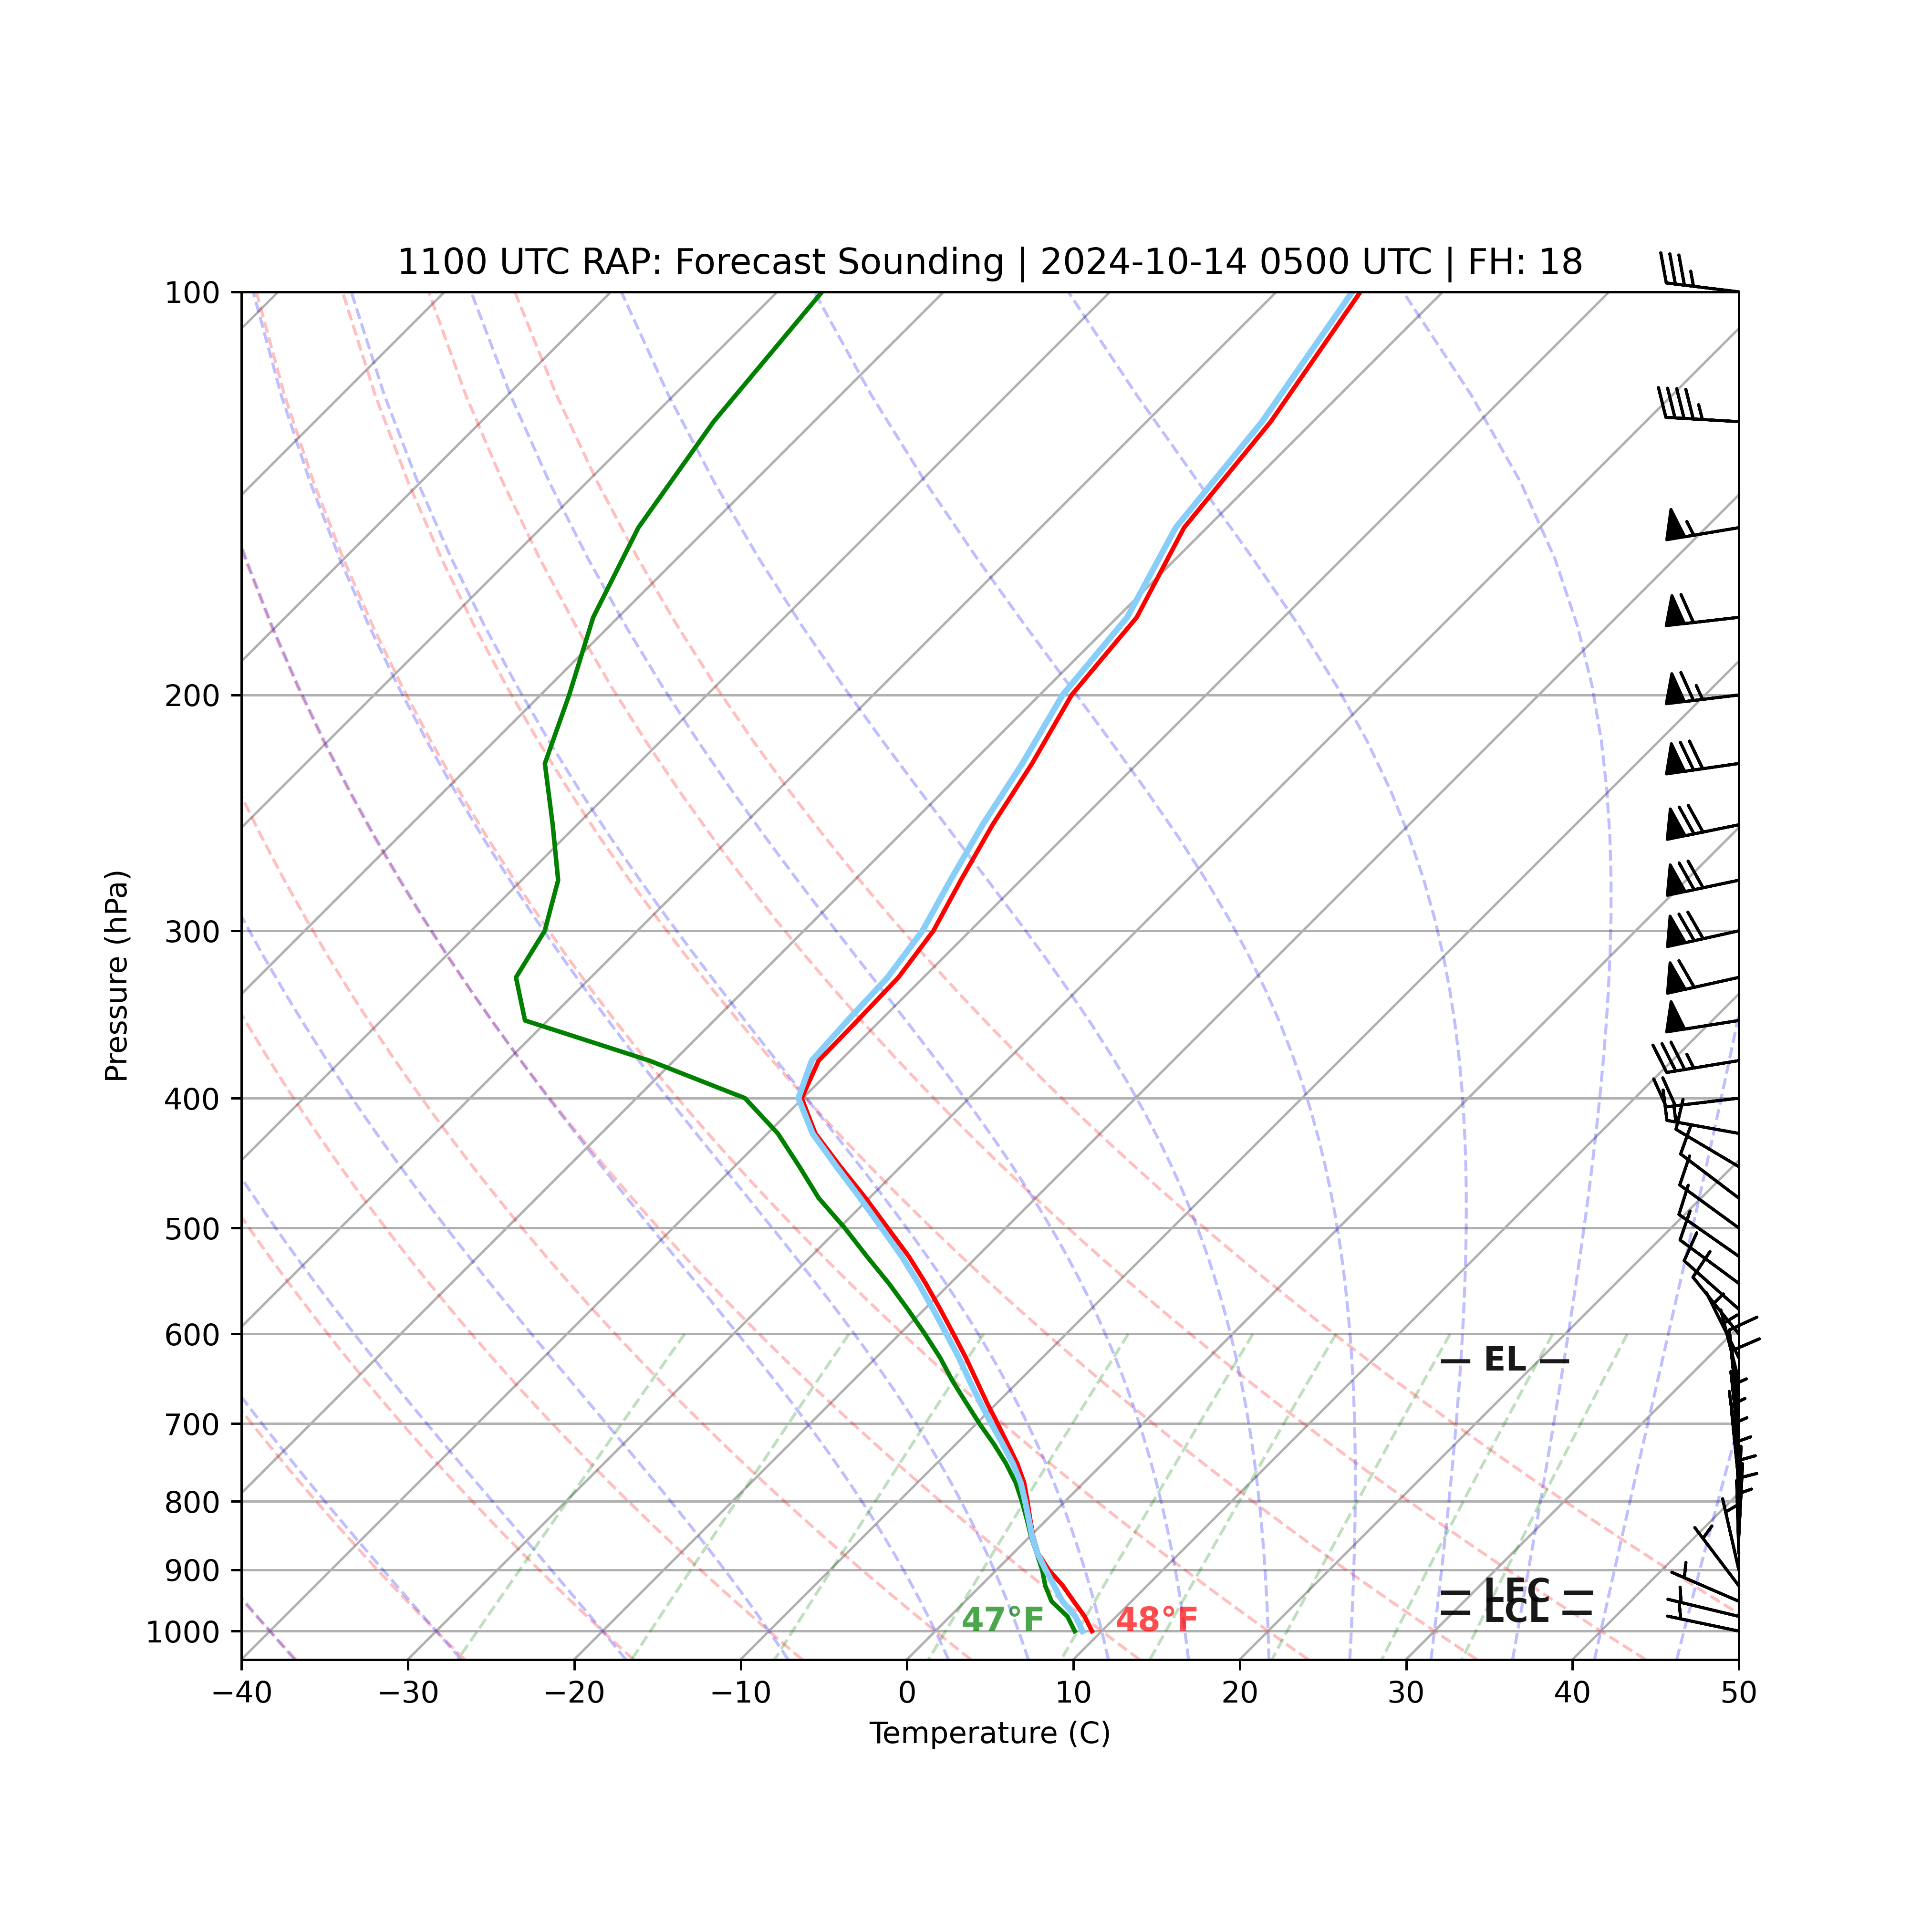 1100 UTC RAP: Forecast Sounding | 2024-10-14 0500 UTC | FH: 18
100
200
300
400
500
600
700
800
900
1000
Pressure (hPa)
— EL —
— LFC —
— LCL —
47°F 48°F
−40 −30 −20 −10 0 10 20 30 40 50
Temperature (C)